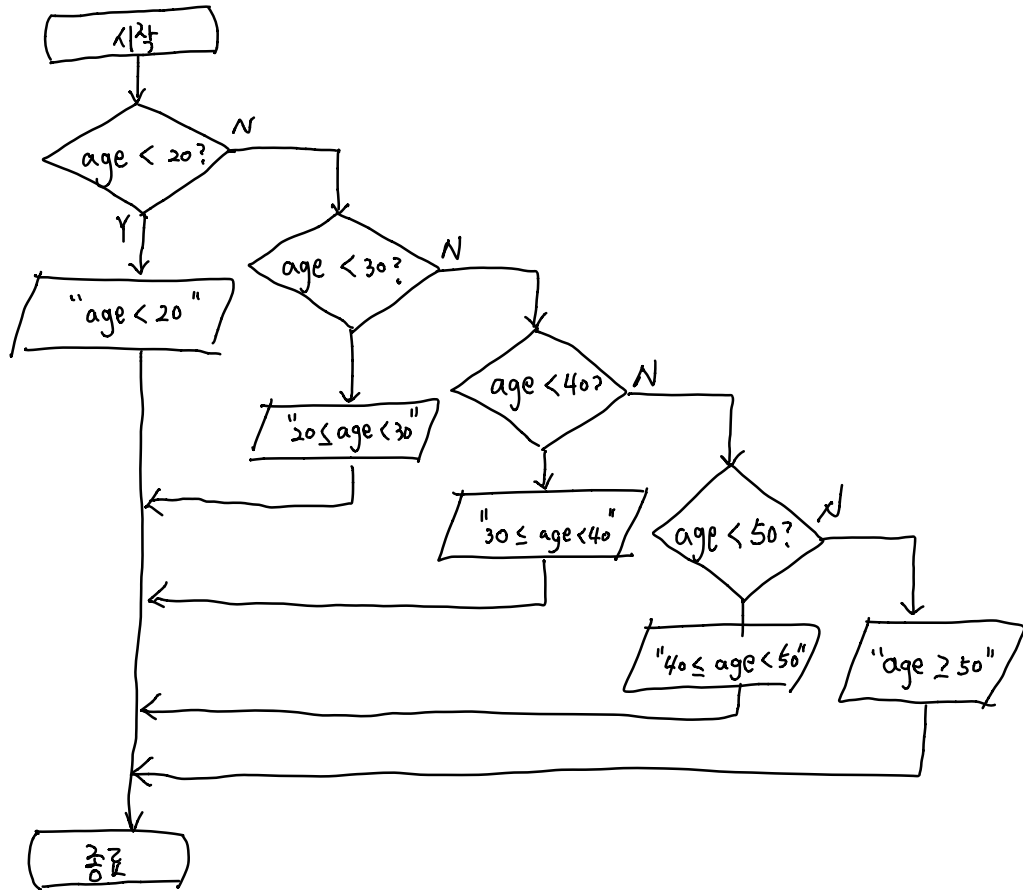 시작
age < 20?
N
Y
"age < 20"
age < 30?
N
"20 ≤ age < 30"
age < 40?
N
"30 ≤ age < 40"
age < 50?
N
"40 ≤ age < 50"
"age ≥ 50"
종료